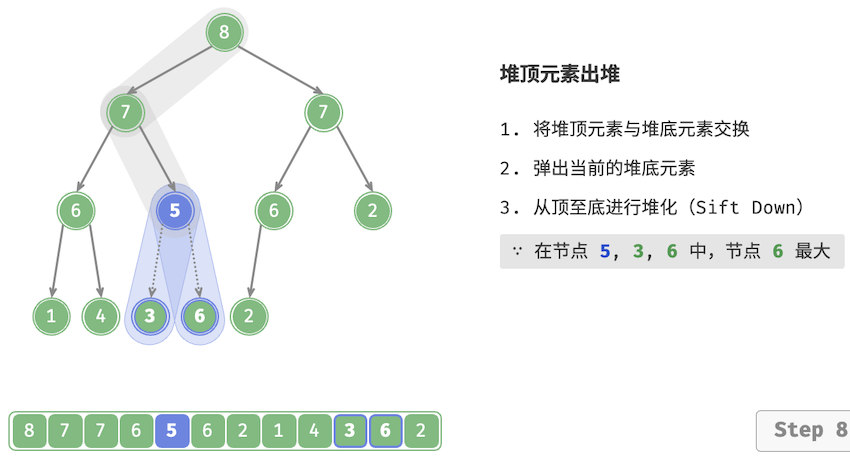 8
堆顶元素出堆
7 7
1. 将堆顶元素与堆底元素交换
2. 弹出当前的堆底元素
6 5 6 2
3. 从顶至底进行堆化（Sift Down）
∵ 在节点 5, 3, 6 中，节点 6 最大
1 4 3 6 2
8 7 7 6 5 6 2 1 4 3 6 2
Step 8